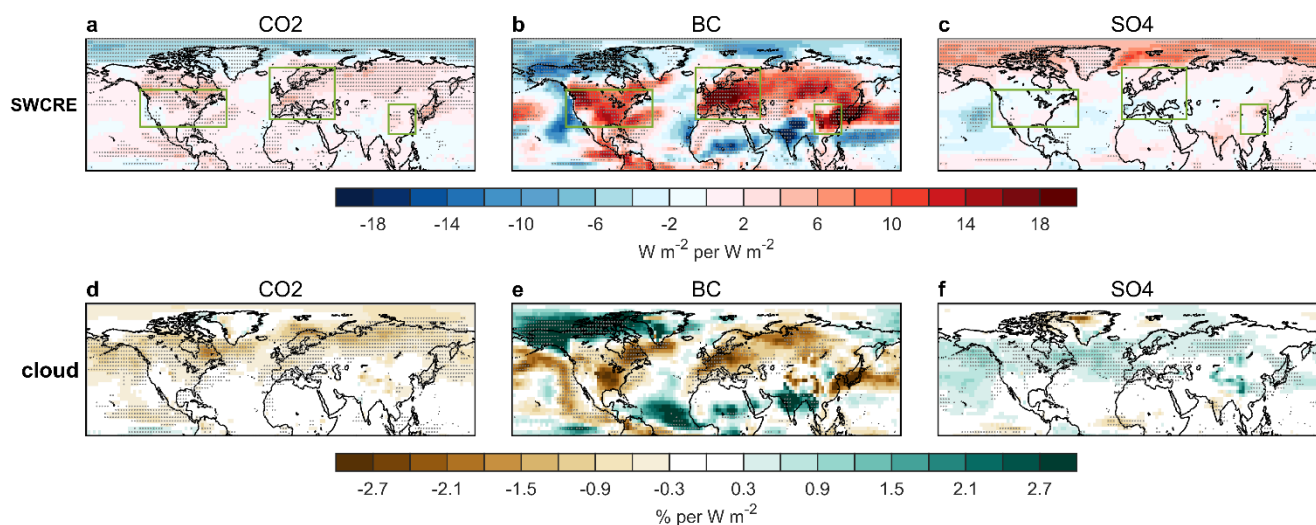 a CO2 b BC c SO4
SWCRE
-18 -14 -10 -6 -2 2 6 10 14 18
W m-2 per W m-2
d CO2 e BC f SO4
cloud
-2.7 -2.1 -1.5 -0.9 -0.3 0.3 0.9 1.5 2.1 2.7
% per W m-2